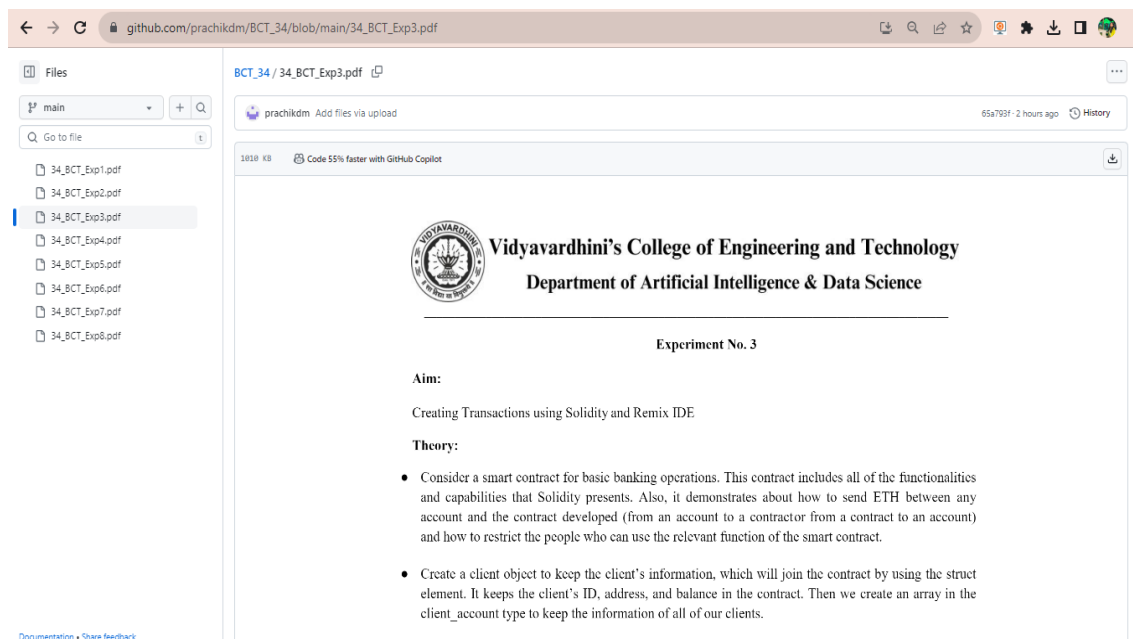 github.com/prachikdm/BCT_34/blob/main/34_BCT_Exp3.pdf
Files
main
Go to file
t
34_BCT_Exp1.pdf
34_BCT_Exp2.pdf
34_BCT_Exp3.pdf
34_BCT_Exp4.pdf
34_BCT_Exp5.pdf
34_BCT_Exp6.pdf
34_BCT_Exp7.pdf
34_BCT_Exp8.pdf
Documentation • Share feedback
BCT_34 / 34_BCT_Exp3.pdf
prachikdm Add files via upload
65a793f · 2 hours ago
History
1010 KB
Code 55% faster with GitHub Copilot
VIDYAVARDHINI
Vidyavardhini's College of Engineering and Technology
Department of Artificial Intelligence & Data Science
Experiment No. 3
Aim:
Creating Transactions using Solidity and Remix IDE
Theory:
● Consider a smart contract for basic banking operations. This contract includes all of the functionalities
and capabilities that Solidity presents. Also, it demonstrates about how to send ETH between any
account and the contract developed (from an account to a contractor from a contract to an account)
and how to restrict the people who can use the relevant function of the smart contract.
● Create a client object to keep the client's information, which will join the contract by using the struct
element. It keeps the client's ID, address, and balance in the contract. Then we create an array in the
client_account type to keep the information of all of our clients.